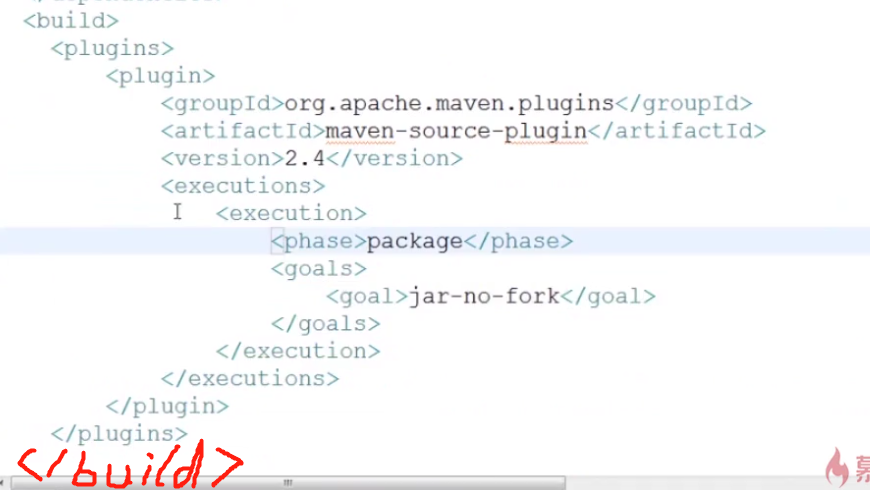 <build>
<plugins>
<plugin>
<groupId>org.apache.maven.plugins</groupId>
<artifactId>maven-source-plugin</artifactId>
<version>2.4</version>
<executions>
<execution>
<phase>package</phase>
<goals>
<goal>jar-no-fork</goal>
</goals>
</execution>
</executions>
</plugin>
</plugins>
</build>